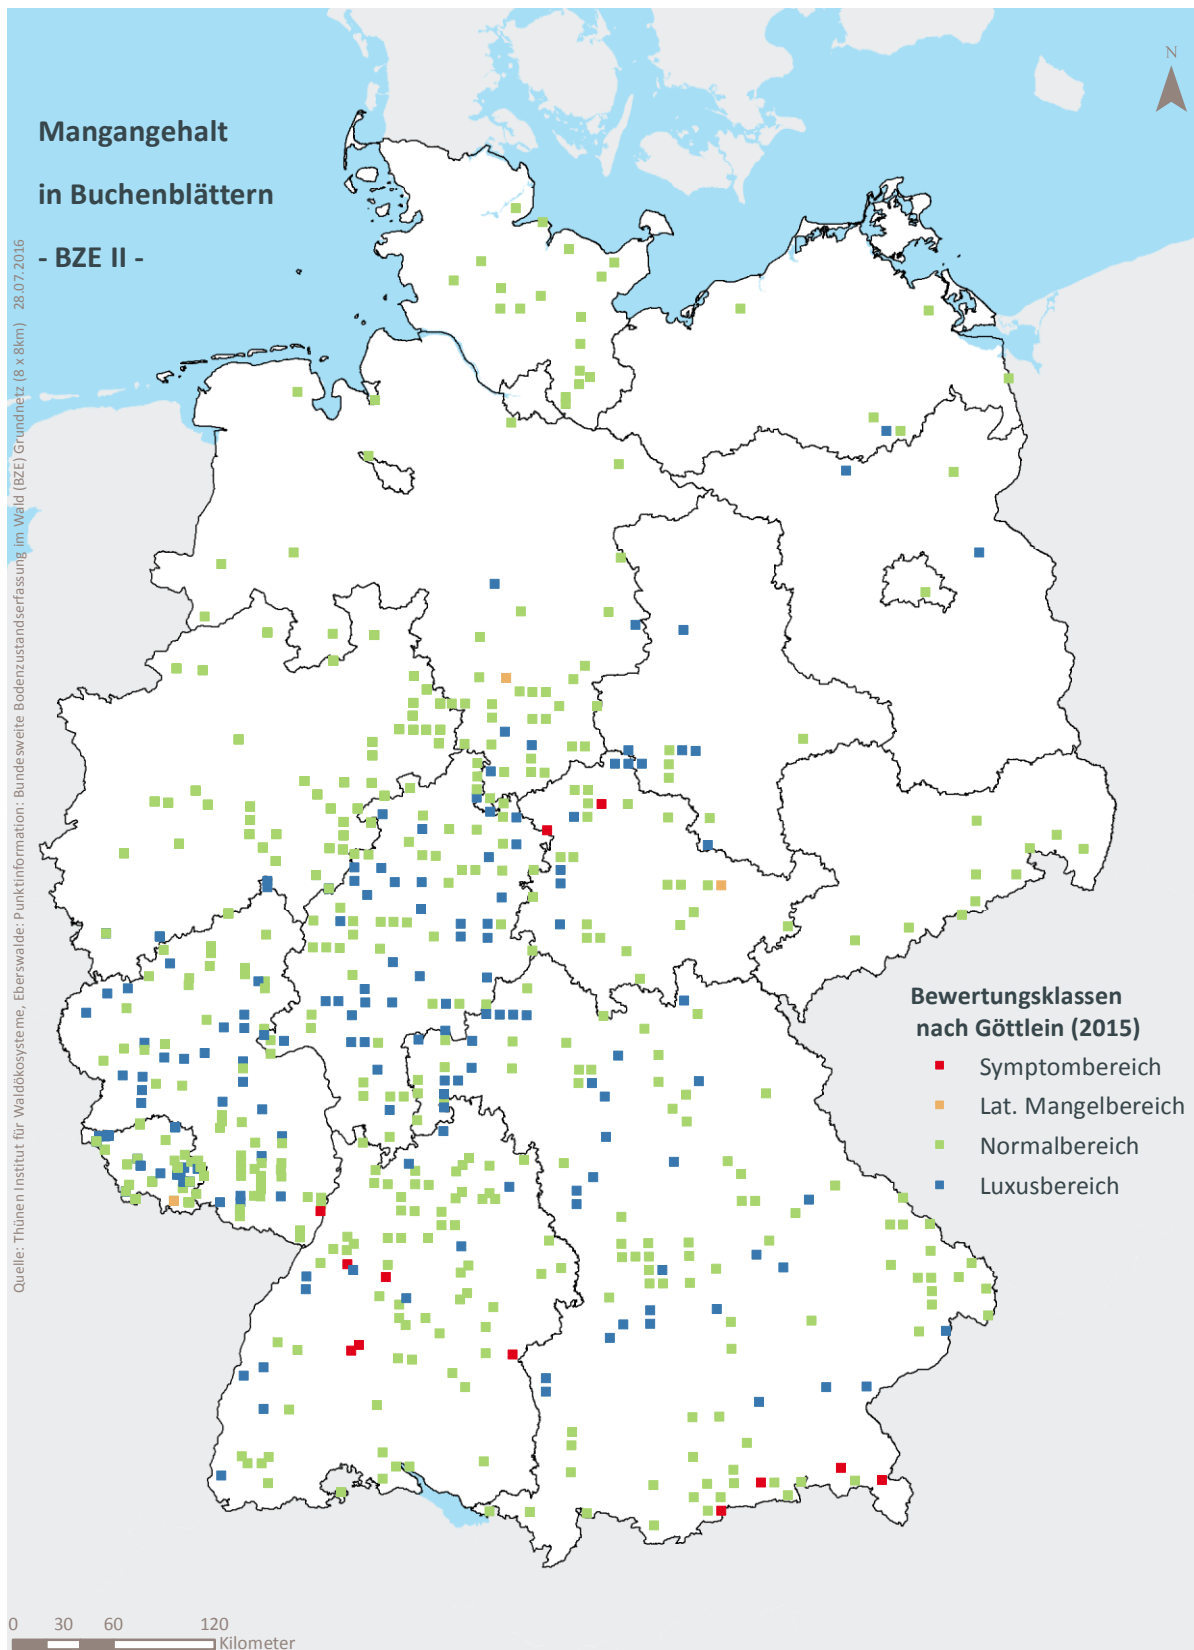 Mangangehalt
in Buchenblättern
- BZE II -
N
Quelle: Thünen Institut für Waldökosysteme, Eberswalde: Punktinformation: Bundesweite Bodenzustandserfassung im Wald (BZE) Grundnetz (8 x 8km) 28.07.2016
Bewertungsklassen
nach Göttlein (2015)
Symptombereich
Lat. Mangelbereich
Normalbereich
Luxusbereich
0 30 60 120
Kilometer